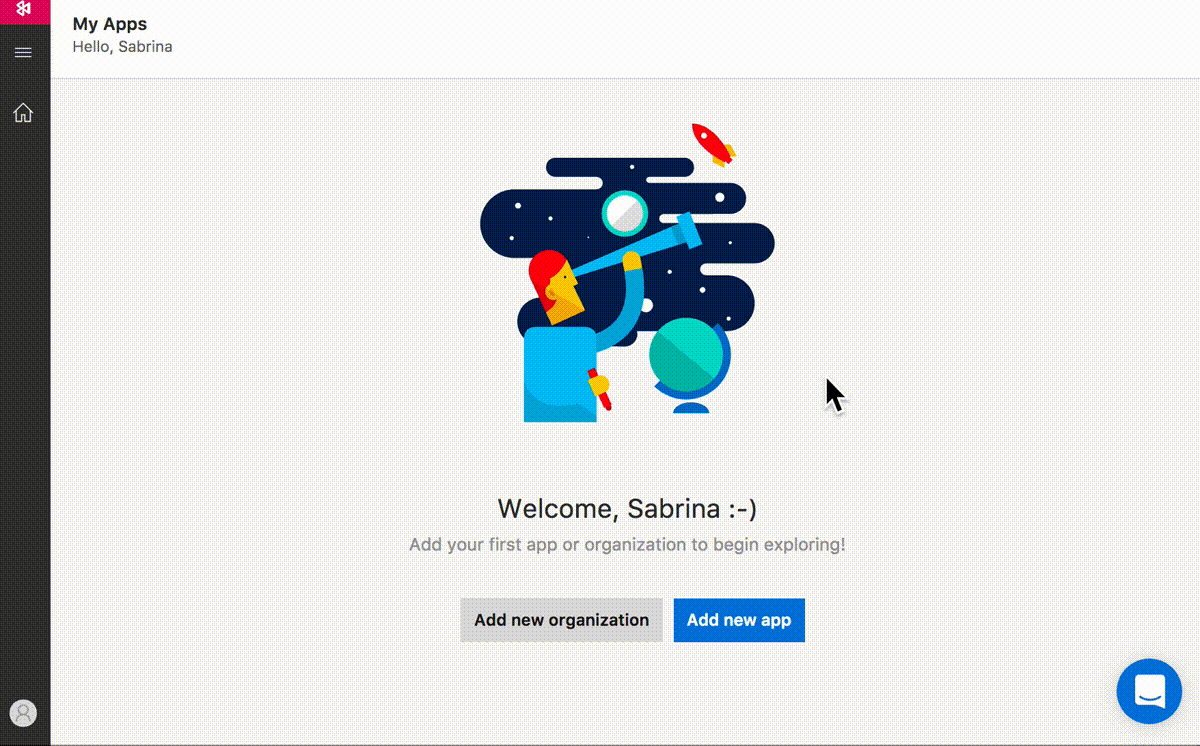 My Apps
Hello, Sabrina
Welcome, Sabrina :-)
Add your first app or organization to begin exploring!
Add new organization
Add new app